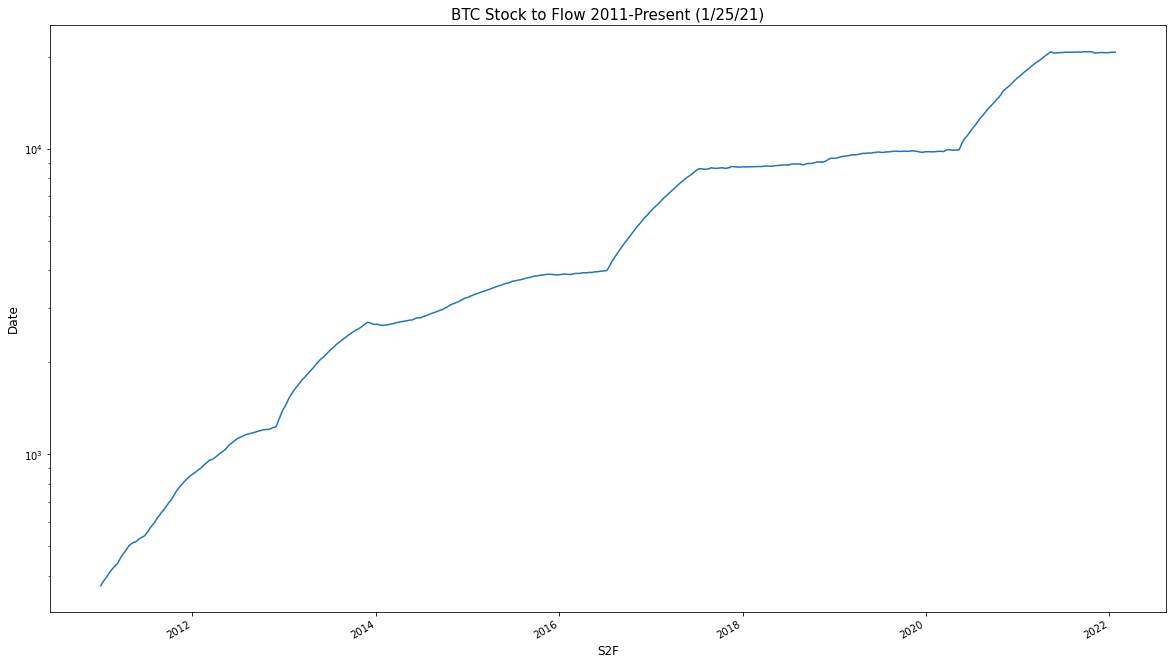 BTC Stock to Flow 2011-Present (1/25/21)
Date
10⁴
10³
2012 2014 2016 2018 2020 2022
S2F